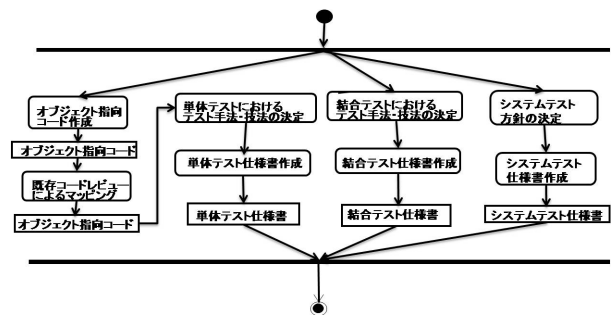 オブジェクト指向
コード作成
オブジェクト指向コード
既存コードレビュー
によるマッピング
オブジェクト指向コード
単体テストにおける
テスト手法・技法の決定
単体テスト仕様書作成
単体テスト仕様書
結合テストにおける
テスト手法・技法の決定
結合テスト仕様書作成
結合テスト仕様書
システムテスト
方針の決定
システムテスト
仕様書作成
システムテスト仕様書